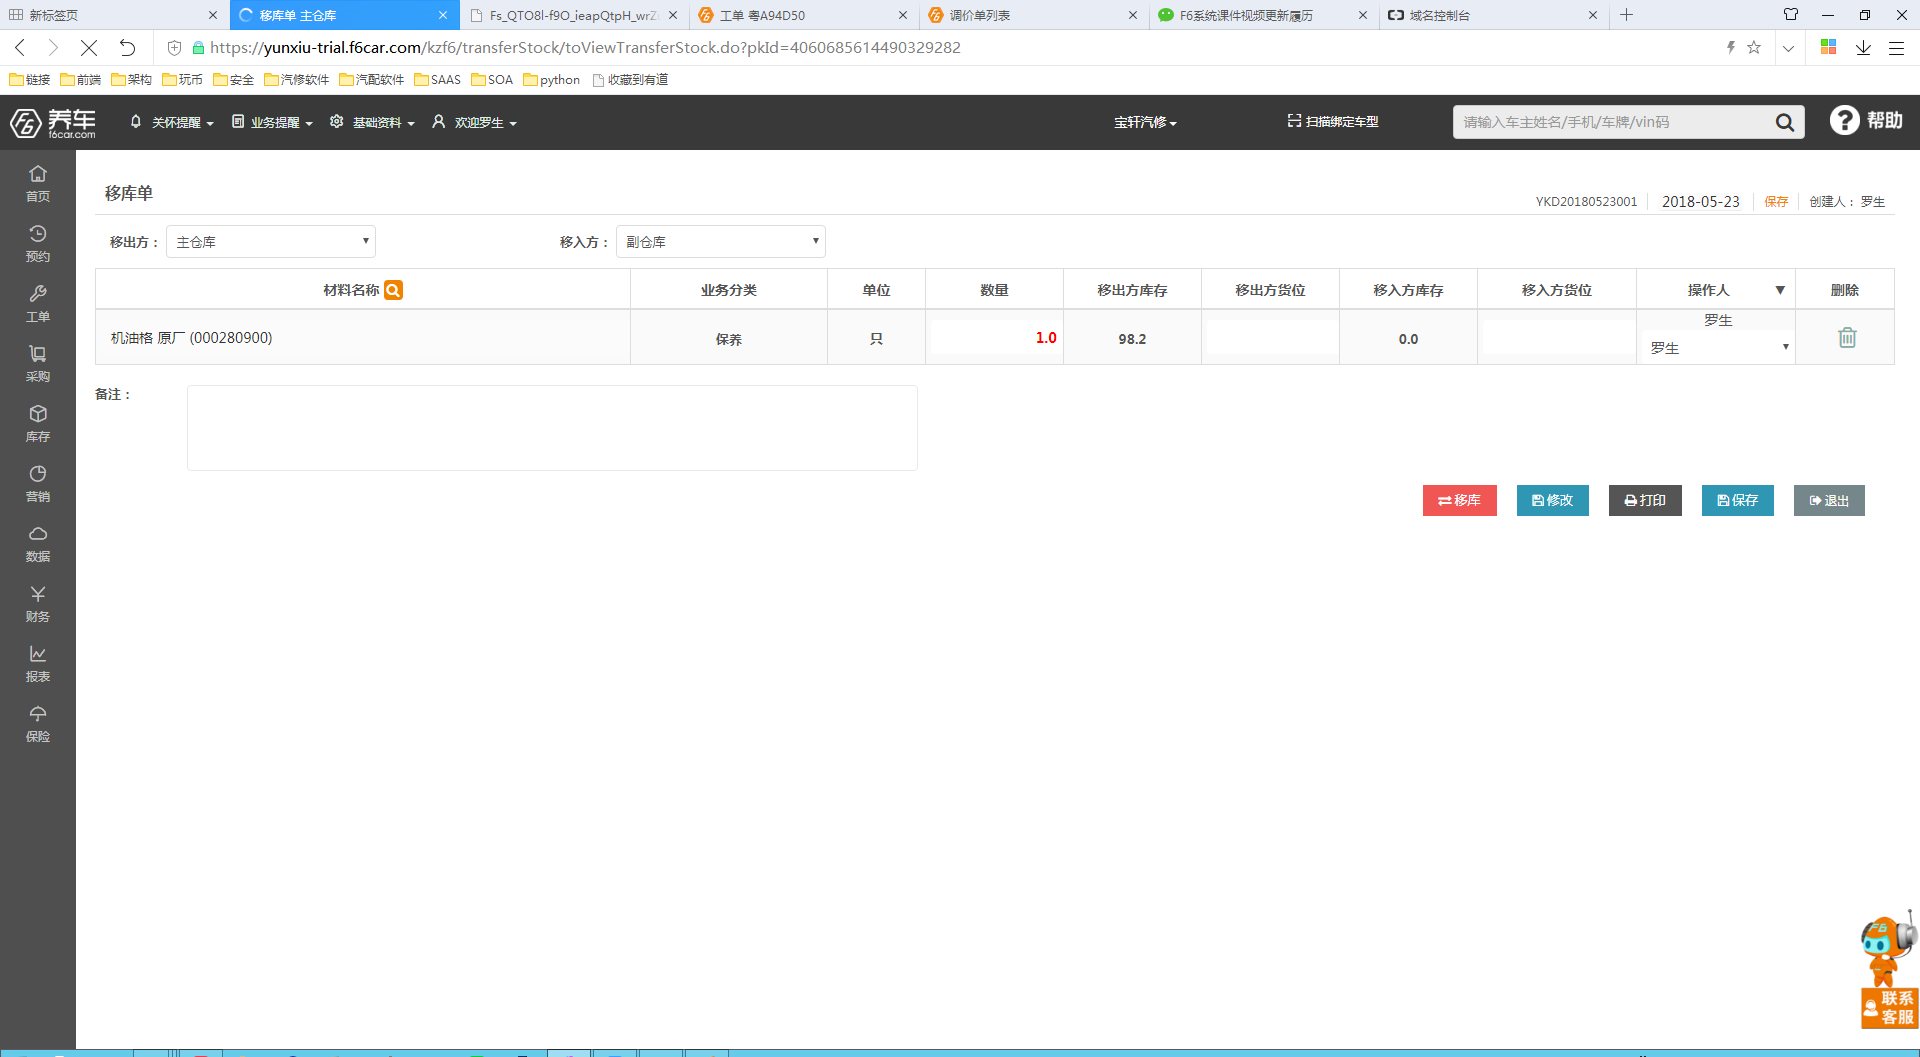 新标签页
移库单 主仓库
Fs_QTO8l-f9O_ieapQtpH_wrZ
工单 粤A94D50
调价单列表
F6系统课件视频更新履历
域名控制台
https://yunxiu-trial.f6car.com/kzf6/transferStock/toViewTransferStock.do?pkId=4060685614490329282
链接 前端 架构 玩币 安全 汽修软件 汽配软件 SAAS SOA python 收藏到有道
F6 养车 f6car.com
关怀提醒 业务提醒 基础资料 欢迎罗生 宝轩汽修 扫描绑定车型 请输入车主姓名/手机/车牌/vin码 ? 帮助
首页
预约
工单
采购
库存
营销
数据
财务
报表
保险
移库单
YKD20180523001 2018-05-23 保存 创建人： 罗生
移出方： 主仓库 移入方： 副仓库
材料名称 业务分类 单位 数量 移出方库存 移出方货位 移入方库存 移入方货位 操作人 ▼ 删除
机油格 原厂 (000280900) 保养 只 1.0 98.2 0.0 罗生
罗生
备注：
移库 修改 打印 保存 退出
F6
联系
客服